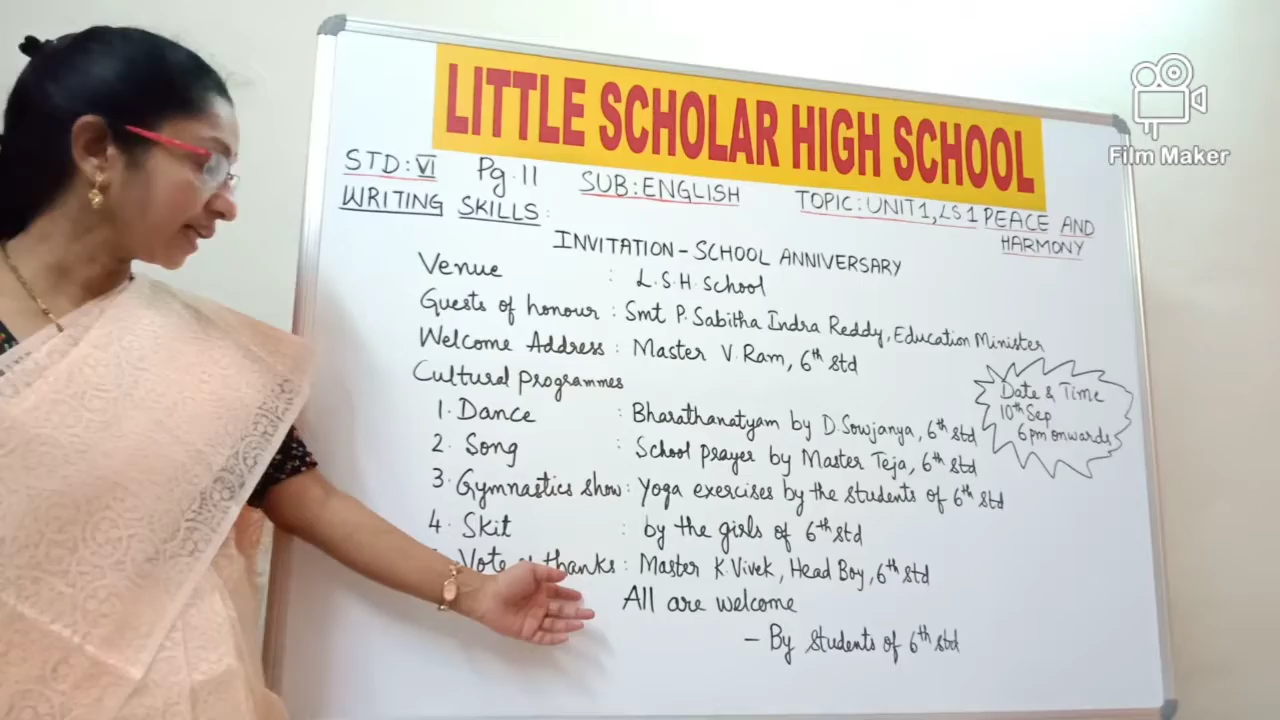 LITTLE SCHOLAR HIGH SCHOOL
Film Maker
STD: VI Pg. 11 SUB: ENGLISH TOPIC: UNIT 1, LS 1 PEACE AND HARMONY
WRITING SKILLS:
INVITATION - SCHOOL ANNIVERSARY
Venue : L.S.H. School
Guests of honour : Smt P. Sabitha Indra Reddy, Education Minister
Welcome Address : Master V. Ram, 6th Std
Cultural Programmes
Date & Time
10th Sep
6pm onwards
1. Dance : Bharathanatyam by D. Sowjanya, 6th Std
2. Song : School prayer by Master Teja, 6th Std
3. Gymnastics show : Yoga exercises by the students of 6th Std
4. Skit : by the girls of 6th Std
Vote thanks : Master K. Vivek, Head Boy, 6th Std
All are welcome
- By Students of 6th Std